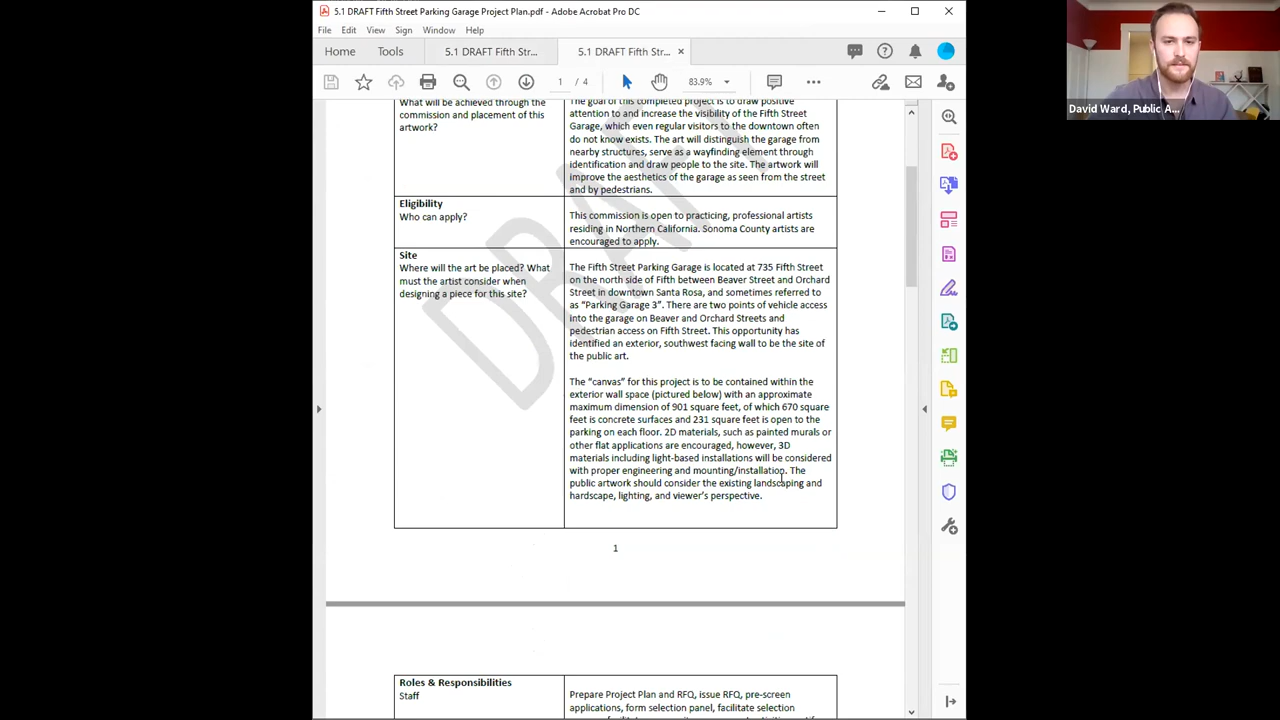 5.1 DRAFT Fifth Street Parking Garage Project Plan.pdf - Adobe Acrobat Pro DC
File Edit View Sign Window Help
Home Tools 5.1 DRAFT Fifth Str... 5.1 DRAFT Fifth Str... ×
1 / 4 83.9%
David Ward, Public A...
What will be achieved through the
commission and placement of this
artwork?
The goal of this completed project is to draw positive
attention to and increase the visibility of the Fifth Street
Garage, which even regular visitors to the downtown often
do not know exists. The art will distinguish the garage from
nearby structures, serve as a wayfinding element through
identification and draw people to the site. The artwork will
improve the aesthetics of the garage as seen from the street
and by pedestrians.
Eligibility
Who can apply?
This commission is open to practicing, professional artists
residing in Northern California. Sonoma County artists are
encouraged to apply.
Site
Where will the art be placed? What
must the artist consider when
designing a piece for this site?
The Fifth Street Parking Garage is located at 735 Fifth Street
on the north side of Fifth between Beaver Street and Orchard
Street in downtown Santa Rosa, and sometimes referred to
as “Parking Garage 3”. There are two points of vehicle access
into the garage on Beaver and Orchard Streets and
pedestrian access on Fifth Street. This opportunity has
identified an exterior, southwest facing wall to be the site of
the public art.
The “canvas” for this project is to be contained within the
exterior wall space (pictured below) with an approximate
maximum dimension of 901 square feet, of which 670 square
feet is concrete surfaces and 231 square feet is open to the
parking on each floor. 2D materials, such as painted murals or
other flat applications are encouraged, however, 3D
materials including light-based installations will be considered
with proper engineering and mounting/installation. The
public artwork should consider the existing landscaping and
hardscape, lighting, and viewer’s perspective.
DRAFT
1
Roles & Responsibilities
Staff
Prepare Project Plan and RFQ, issue RFQ, pre-screen
applications, form selection panel, facilitate selection